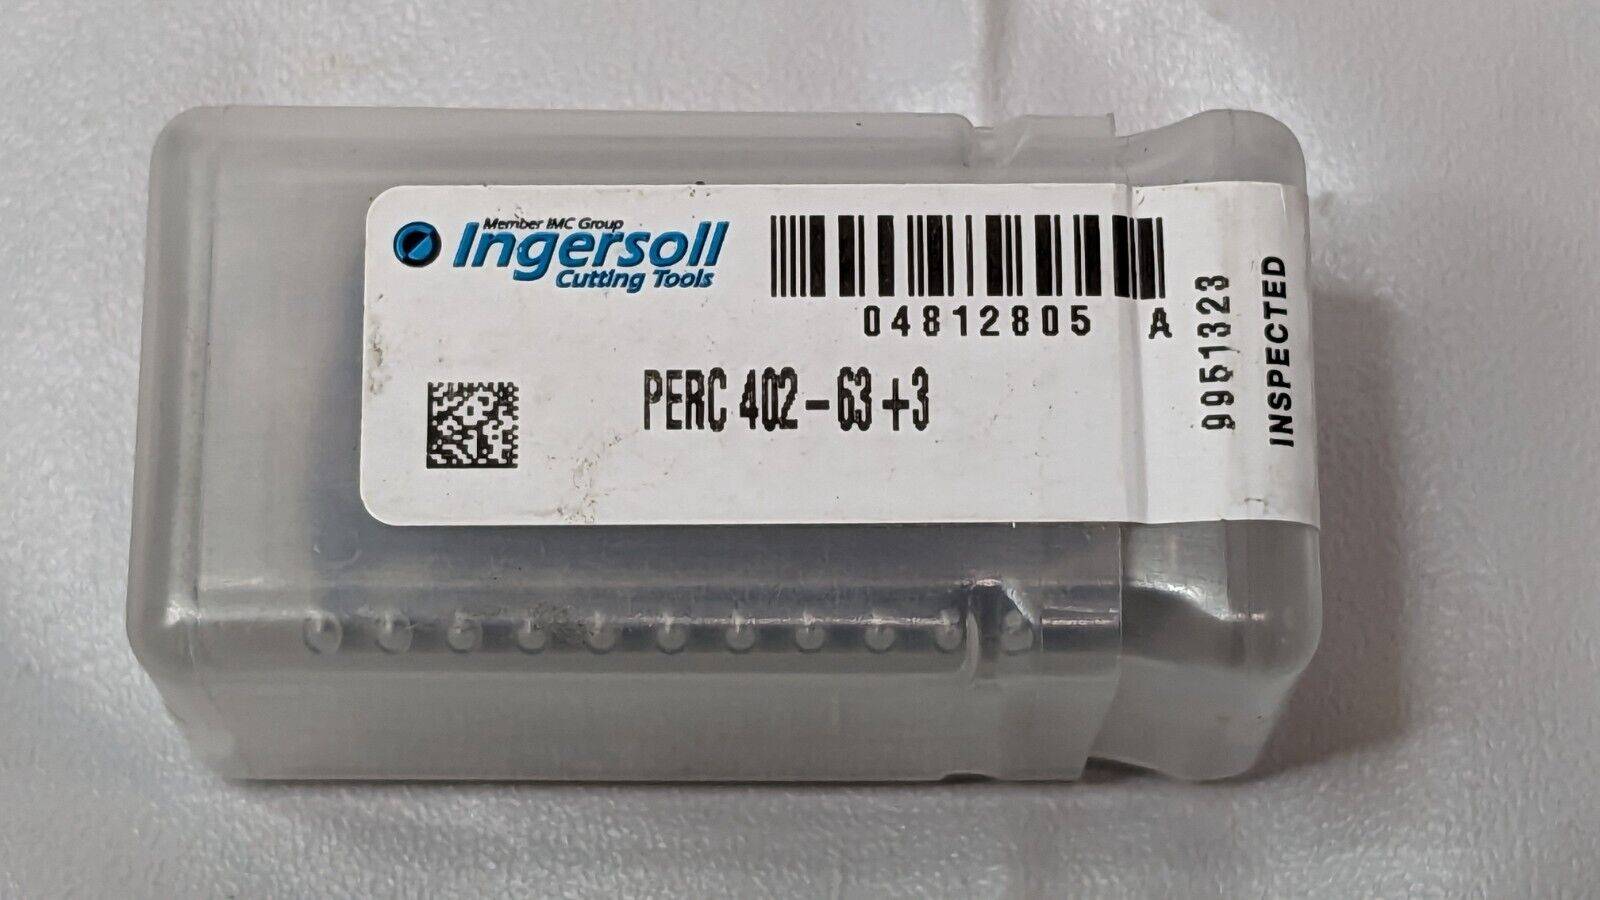 Member IMC Group
Ingersoll
Cutting Tools
04812805 A
PERC 402-63+3
9951323
INSPECTED